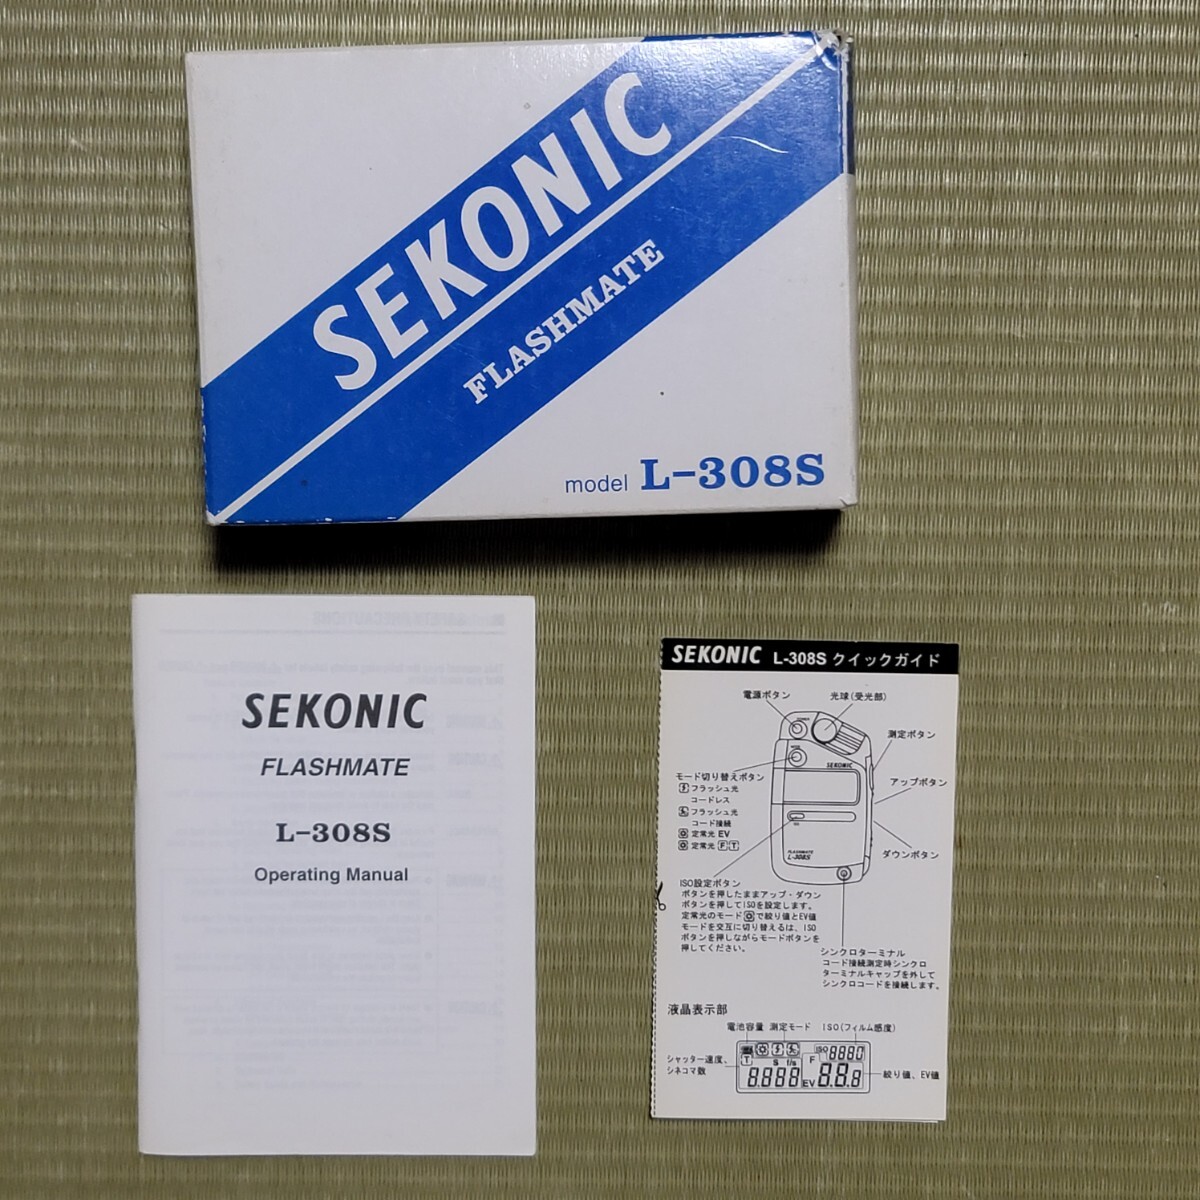 SEKONIC
FLASHMATE
model L-308S
SEKONIC
FLASHMATE
L-308S
Operating Manual
SEKONIC L-308S クイックガイド
電源ボタン
光球(受光部)
測定ボタン
モード切り替えボタン
フラッシュ光
コードレス
フラッシュ光
コード接続
定常光 EV
定常光 F T
SEKONIC
アップボタン
ダウンボタン
FLASHMATE
L-308S
ISO設定ボタン
ボタンを押したままアップ・ダウン
ボタンを押してISOを設定します。
定常光のモードで絞り値とEV値
モードを交互に切り替えるは、ISO
ボタンを押しながらモードボタンを
押してください。
シンクロターミナル
コード接続測定時シンクロ
ターミナルキャップを外して
シンクロコードを接続します。
液晶表示部
電池容量 測定モード ISO(フィルム感度)
シャッター速度、
シネコマ数
T S f/s F ISO 8880
8.888 EV 8.8.8
絞り値、EV値